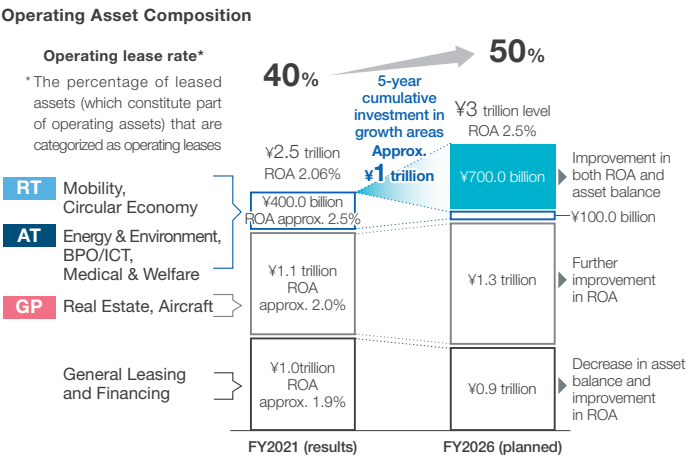 Operating Asset Composition
Operating lease rate*
* The percentage of leased
assets (which constitute part
of operating assets) that are
categorized as operating leases
40%
50%
5-year
cumulative
investment in
growth areas
Approx.
¥1 trillion
¥2.5 trillion
ROA 2.06%
¥3 trillion level
ROA 2.5%
RT
Mobility,
Circular Economy
AT
Energy & Environment,
BPO/ICT,
Medical & Welfare
GP
Real Estate, Aircraft
General Leasing
and Financing
¥400.0 billion
ROA approx. 2.5%
¥1.1 trillion
ROA
approx. 2.0%
¥1.0trillion
ROA
approx. 1.9%
¥700.0 billion
¥100.0 billion
¥1.3 trillion
¥0.9 trillion
Improvement in
both ROA and
asset balance
Further
improvement
in ROA
Decrease in asset
balance and
improvement
in ROA
FY2021 (results)
FY2026 (planned)